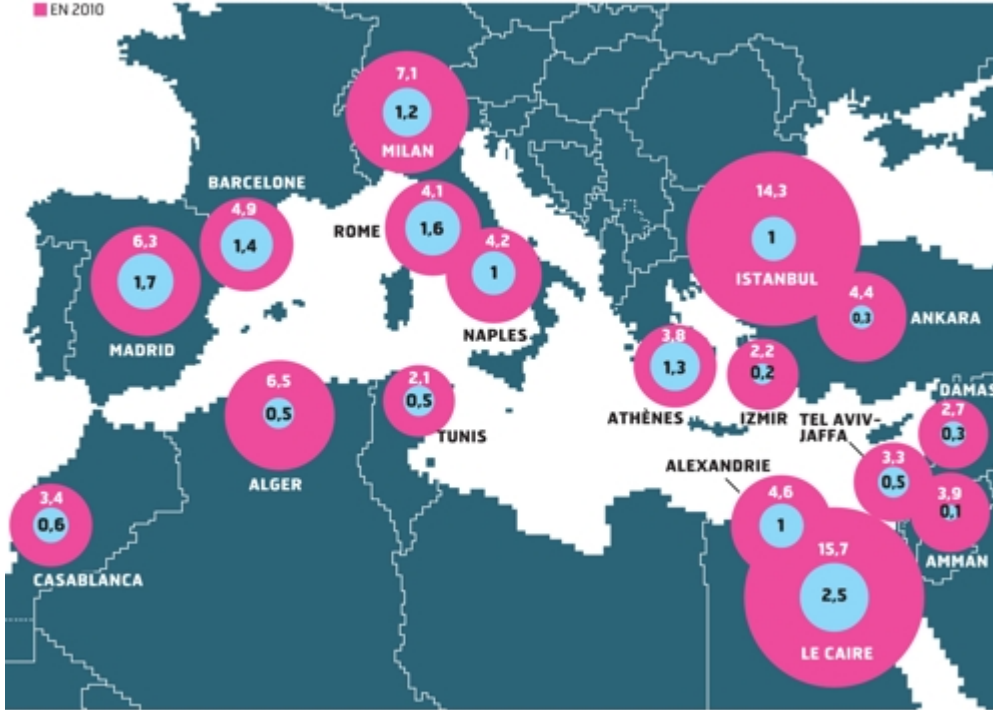 EN 2010
7,1
1,2
MILAN
BARCELONE
4,9
1,4
ROME
4,1
1,6
4,2
1
NAPLES
14,3
1
ISTANBUL
6,3
1,7
MADRID
4,4
0,3
ANKARA
3,8
1,3
ATHÈNES
2,2
0,2
IZMIR
6,5
0,5
ALGER
2,1
0,5
TUNIS
DAMAS
2,7
0,3
TEL AVIV-
JAFFA
3,3
0,5
3,9
0,1
AMMAN
ALEXANDRIE
4,6
1
3,4
0,6
CASABLANCA
15,7
2,5
LE CAIRE